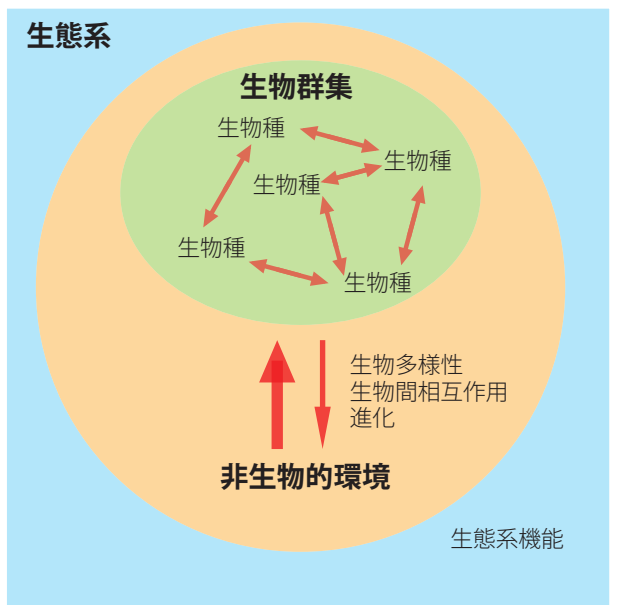 生態系
生物群集
生物種
生物種
生物種
生物種
生物種
生物多様性
生物間相互作用
進化
非生物的環境
生態系機能